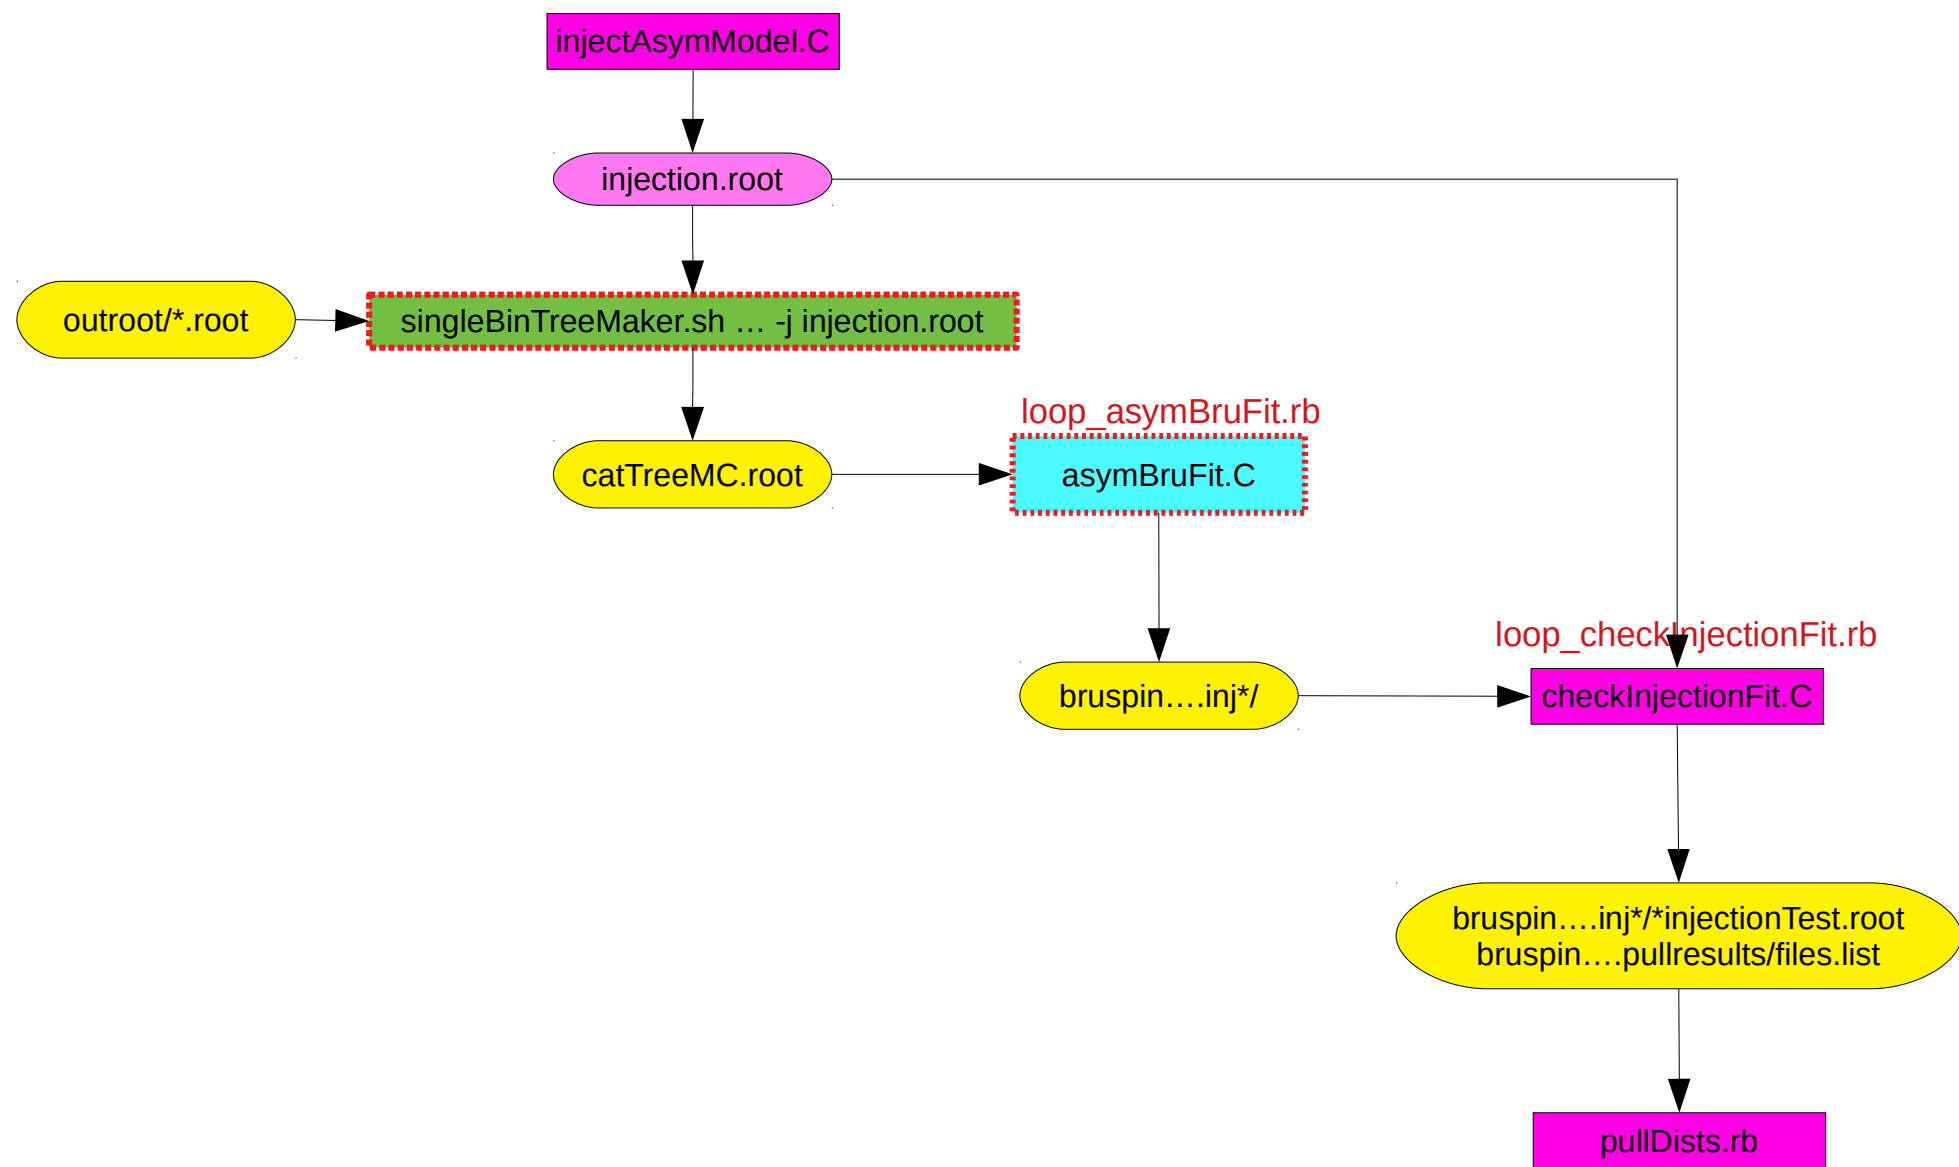 injectAsymModel.C
injection.root
outroot/*.root
singleBinTreeMaker.sh … -j injection.root
loop_asymBruFit.rb
catTreeMC.root
asymBruFit.C
loop_checkInjectionFit.rb
bruspin….inj*/
checkInjectionFit.C
bruspin….inj*/*injectionTest.root
bruspin….pullresults/files.list
pullDists.rb